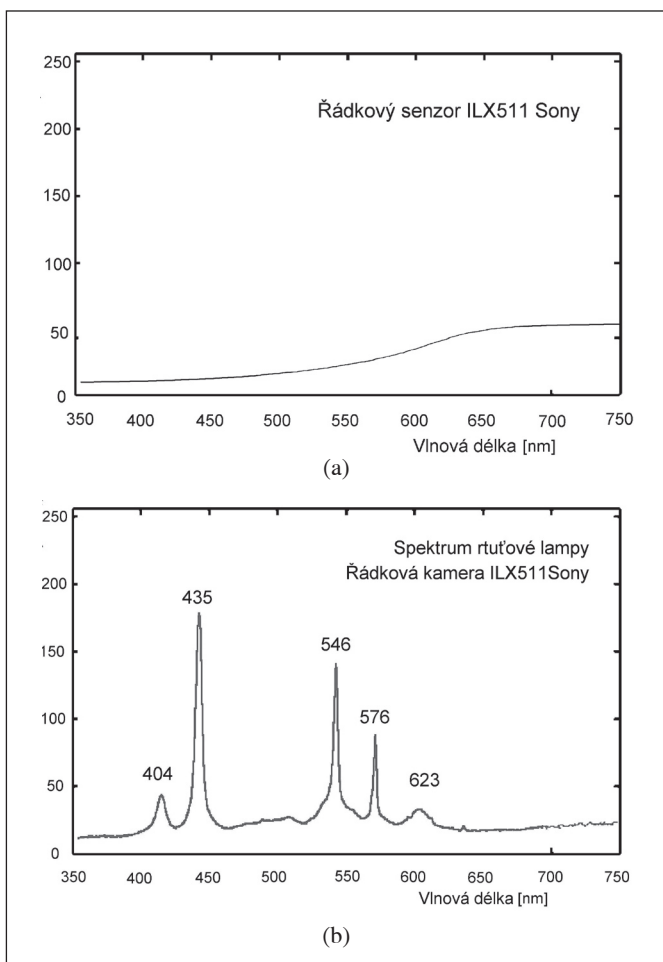 250
200
150
100
50
0
Řádkový senzor ILX511 Sony
350 400 450 500 550 600 650 700 750
Vlnová délka [nm]
(a)
250
200
150
100
50
0
Spektrum rtuťové lampy
Řádková kamera ILX511Sony
435
546
576
404
623
350 400 450 500 550 600 650 700 750
Vlnová délka [nm]
(b)